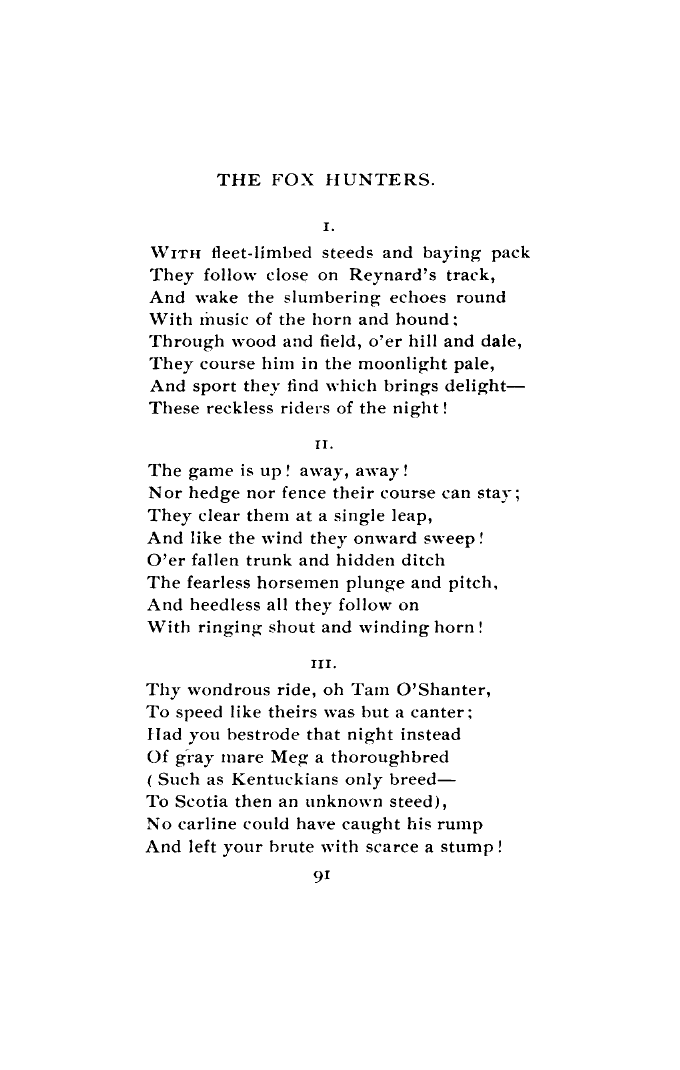 THE FOX HUNTERS.
I.
WITH fleet-limbed steeds and baying pack
They follow close on Reynard's track,
And wake the slumbering echoes round
With music of the horn and hound;
Through wood and field, o'er hill and dale,
They course him in the moonlight pale,
And sport they find which brings delight—
These reckless riders of the night!
II.
The game is up! away, away!
Nor hedge nor fence their course can stay;
They clear them at a single leap,
And like the wind they onward sweep!
O'er fallen trunk and hidden ditch
The fearless horsemen plunge and pitch,
And heedless all they follow on
With ringing shout and winding horn!
III.
Thy wondrous ride, oh Tam O'Shanter,
To speed like theirs was but a canter;
Had you bestrode that night instead
Of gray mare Meg a thoroughbred
(Such as Kentuckians only breed—
To Scotia then an unknown steed),
No carline could have caught his rump
And left your brute with scarce a stump!
91